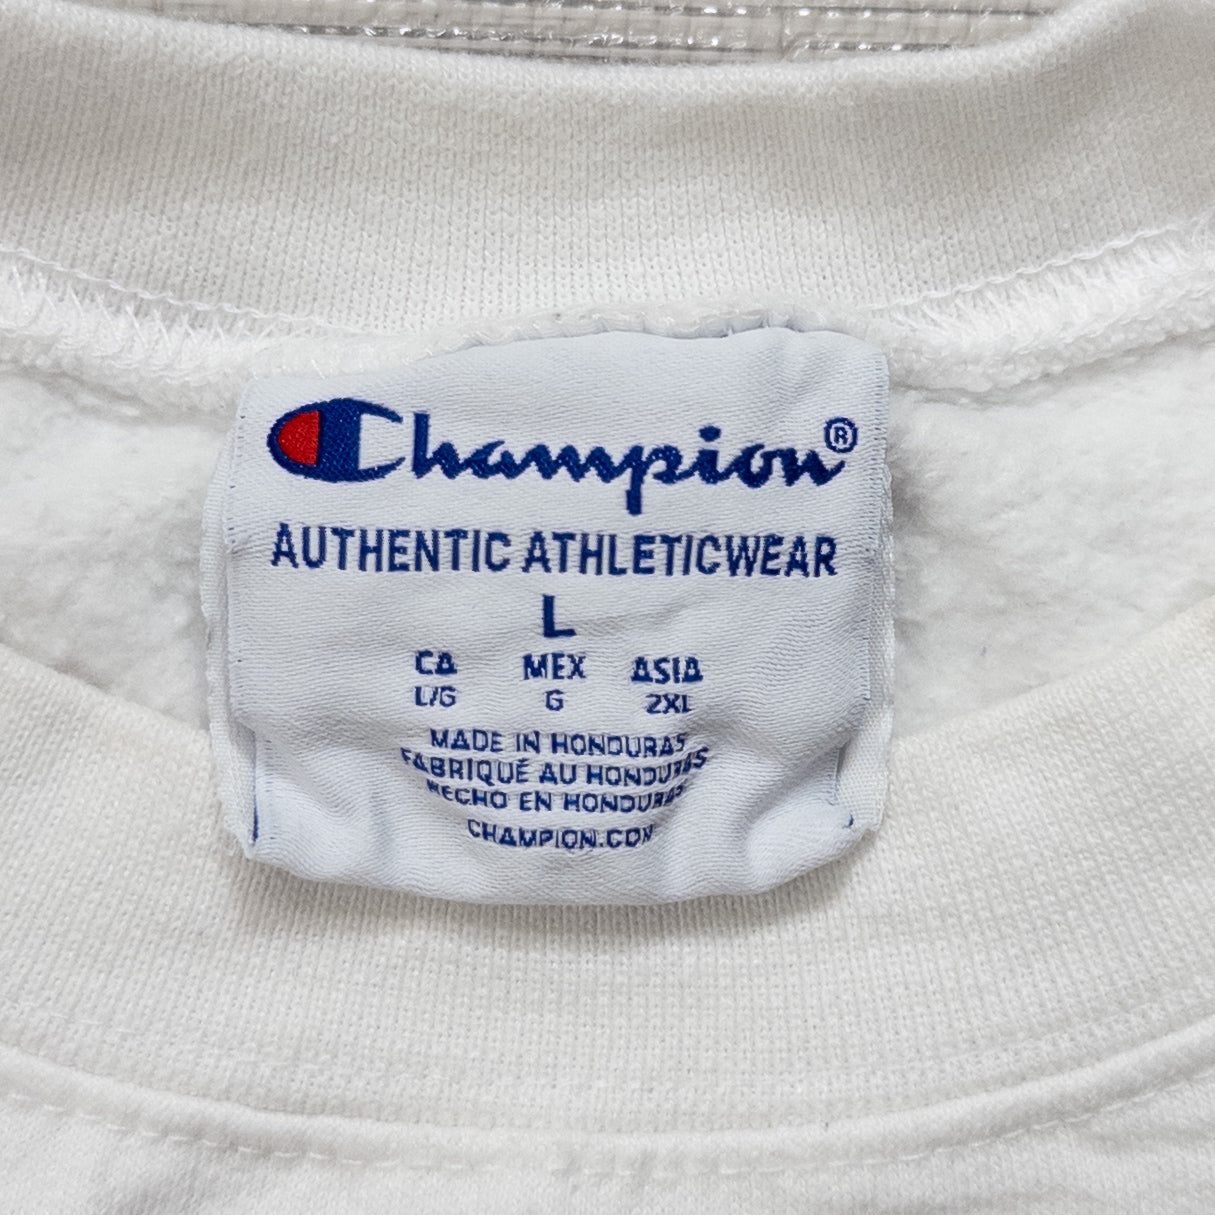 Champion®
AUTHENTIC ATHLETICWEAR
L
CA MEX ASIA
L/G G 2XL
MADE IN HONDURAS
FABRIQUÉ AU HONDURAS
HECHO EN HONDURAS
CHAMPION.COM